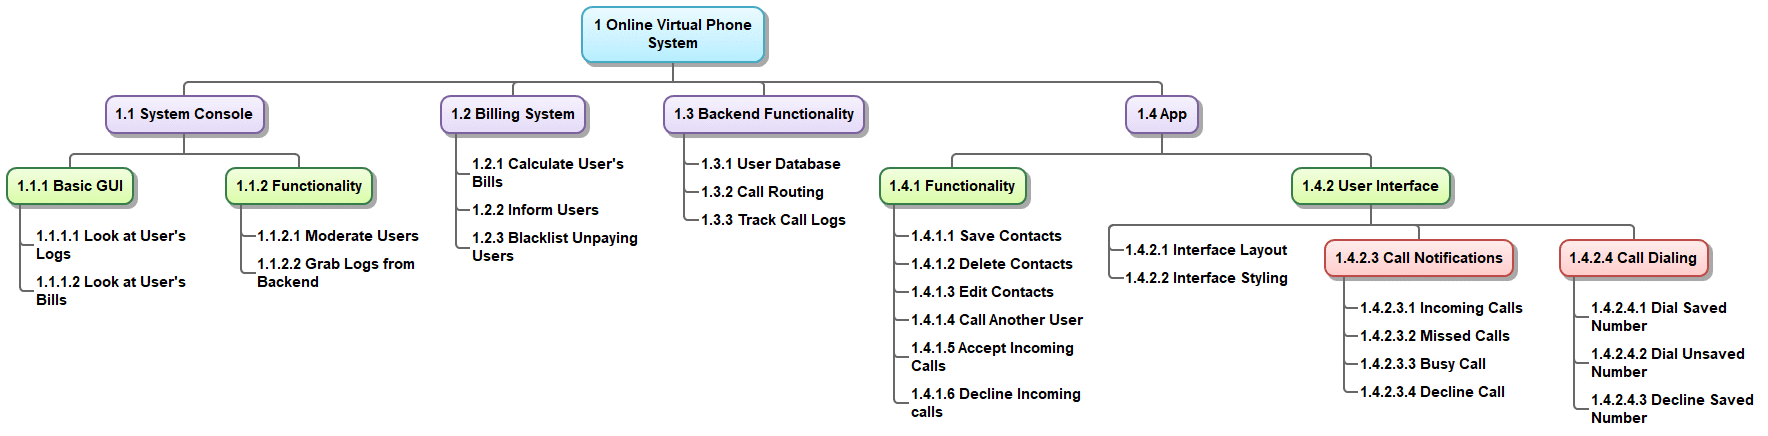 1 Online Virtual Phone
System
1.1 System Console
1.2 Billing System
1.3 Backend Functionality
1.4 App
1.1.1 Basic GUI
1.1.1.1 Look at User's
Logs
1.1.1.2 Look at User's
Bills
1.1.2 Functionality
1.1.2.1 Moderate Users
1.1.2.2 Grab Logs from
Backend
1.2.1 Calculate User's
Bills
1.2.2 Inform Users
1.2.3 Blacklist Unpaying
Users
1.3.1 User Database
1.3.2 Call Routing
1.3.3 Track Call Logs
1.4.1 Functionality
1.4.1.1 Save Contacts
1.4.1.2 Delete Contacts
1.4.1.3 Edit Contacts
1.4.1.4 Call Another User
1.4.1.5 Accept Incoming
Calls
1.4.1.6 Decline Incoming
calls
1.4.2 User Interface
1.4.2.1 Interface Layout
1.4.2.2 Interface Styling
1.4.2.3 Call Notifications
1.4.2.3.1 Incoming Calls
1.4.2.3.2 Missed Calls
1.4.2.3.3 Busy Call
1.4.2.3.4 Decline Call
1.4.2.4 Call Dialing
1.4.2.4.1 Dial Saved
Number
1.4.2.4.2 Dial Unsaved
Number
1.4.2.4.3 Decline Saved
Number